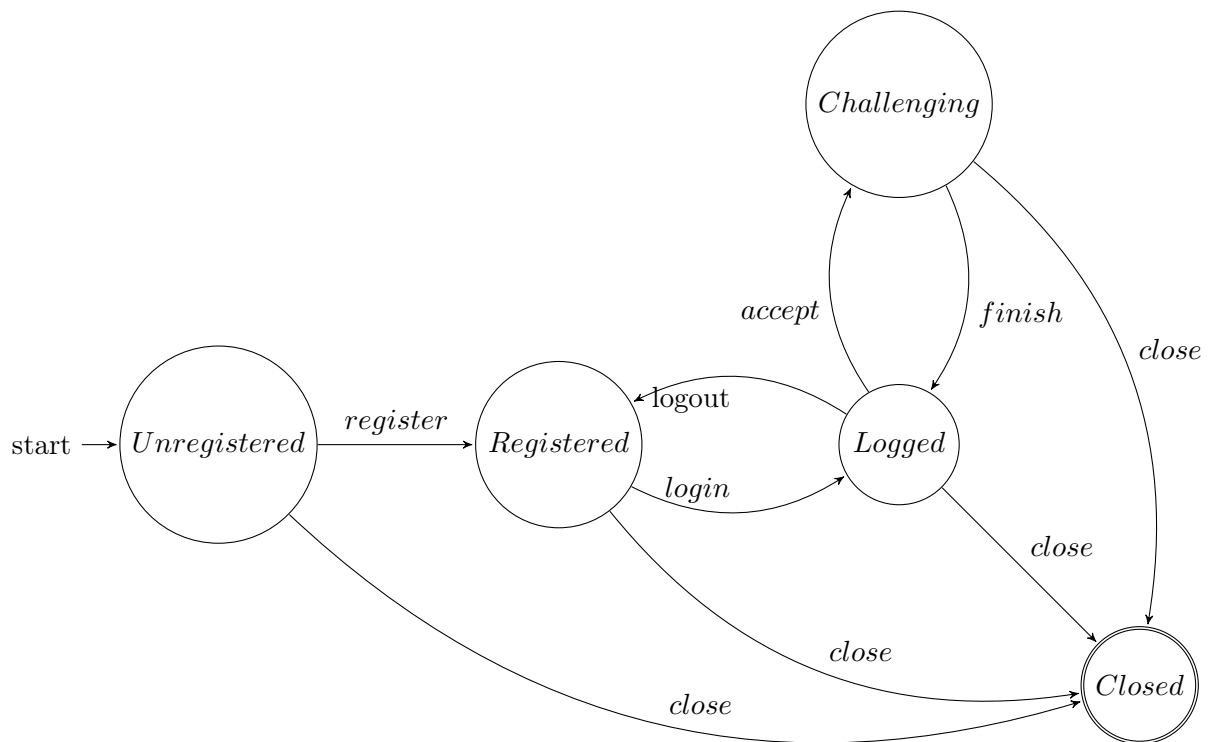 Challenging
accept
finish
close
logout
register
start
Unregistered
Registered
Logged
login
close
close
Closed
close